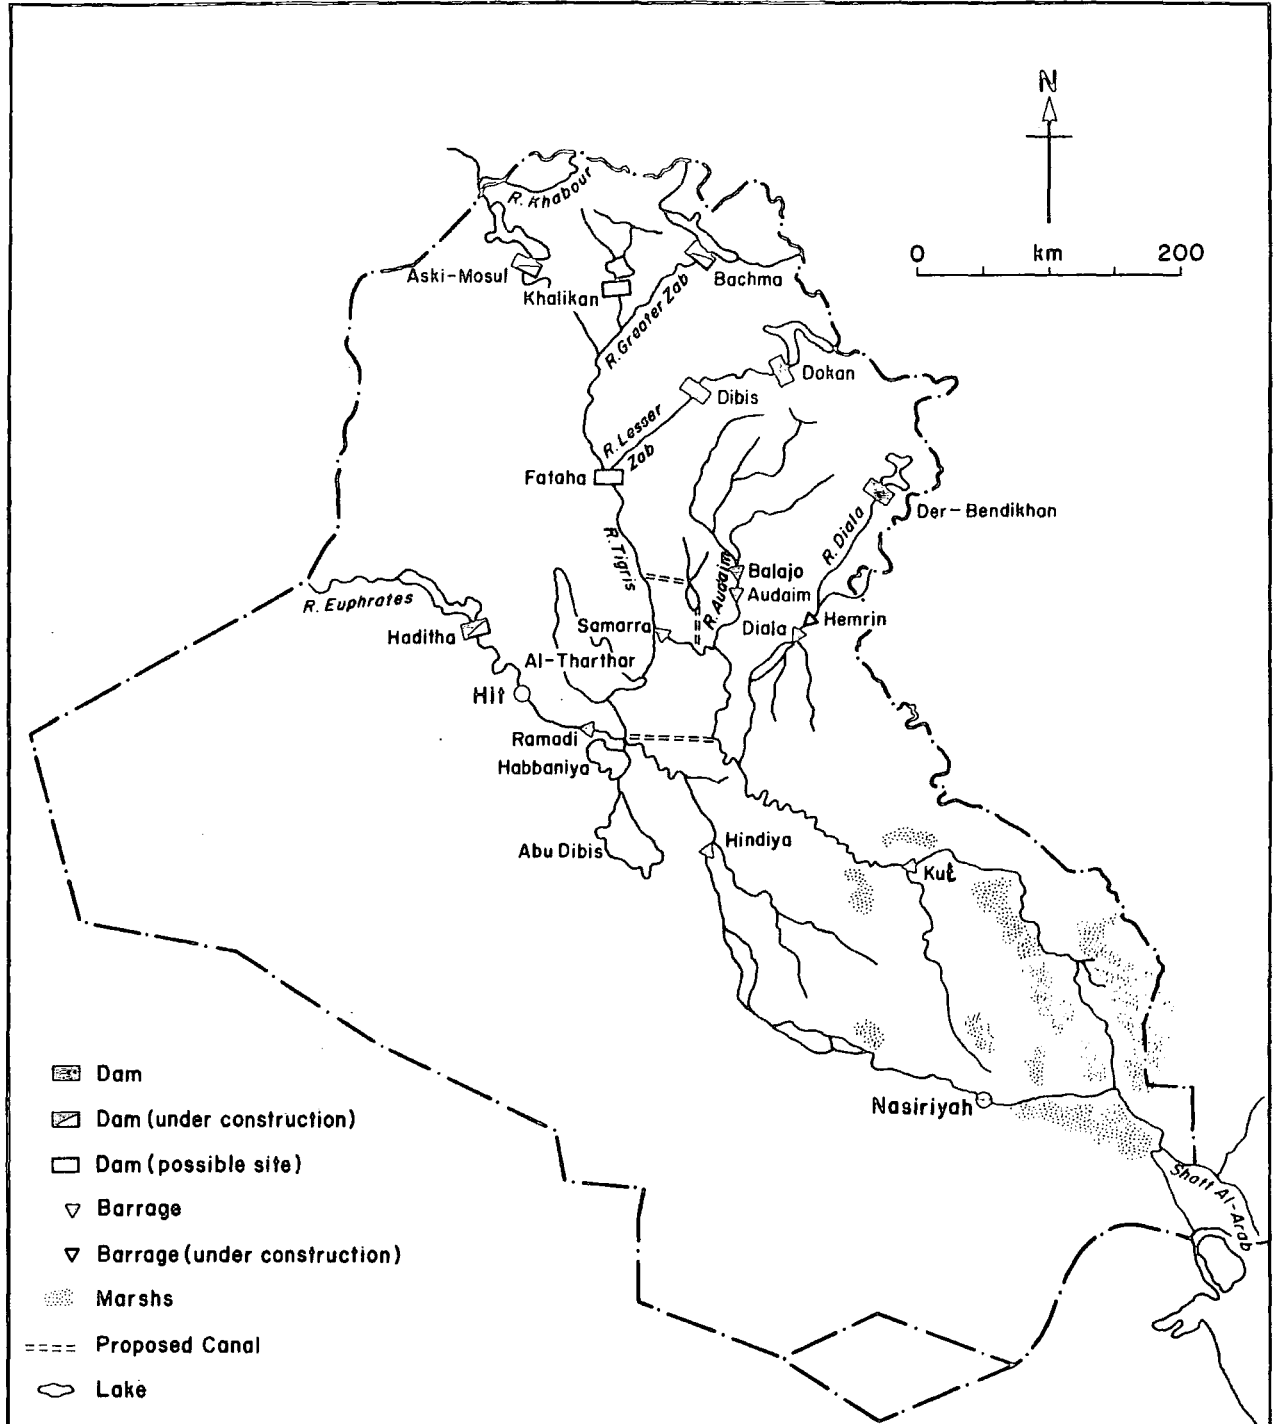 N
0 km 200
R. Khabour
Aski-Mosul
Khalikan
Bachma
R. Greater Zab
Dokan
Dibis
R. Lesser
Zab
Fataha
Der-Bendikhan
R. Diala
R. Tigris
R. Audaim
Balajo
Audaim
R. Euphrates
Samarra
Diala
Hemrin
Haditha
Al-Tharthar
Hit
Ramadi
Habbaniya
Abu Dibis
Hindiya
Kut
Nasiriyah
Shatt Al-Arab
Dam
Dam (under construction)
Dam (possible site)
Barrage
Barrage (under construction)
Marshs
Proposed Canal
Lake